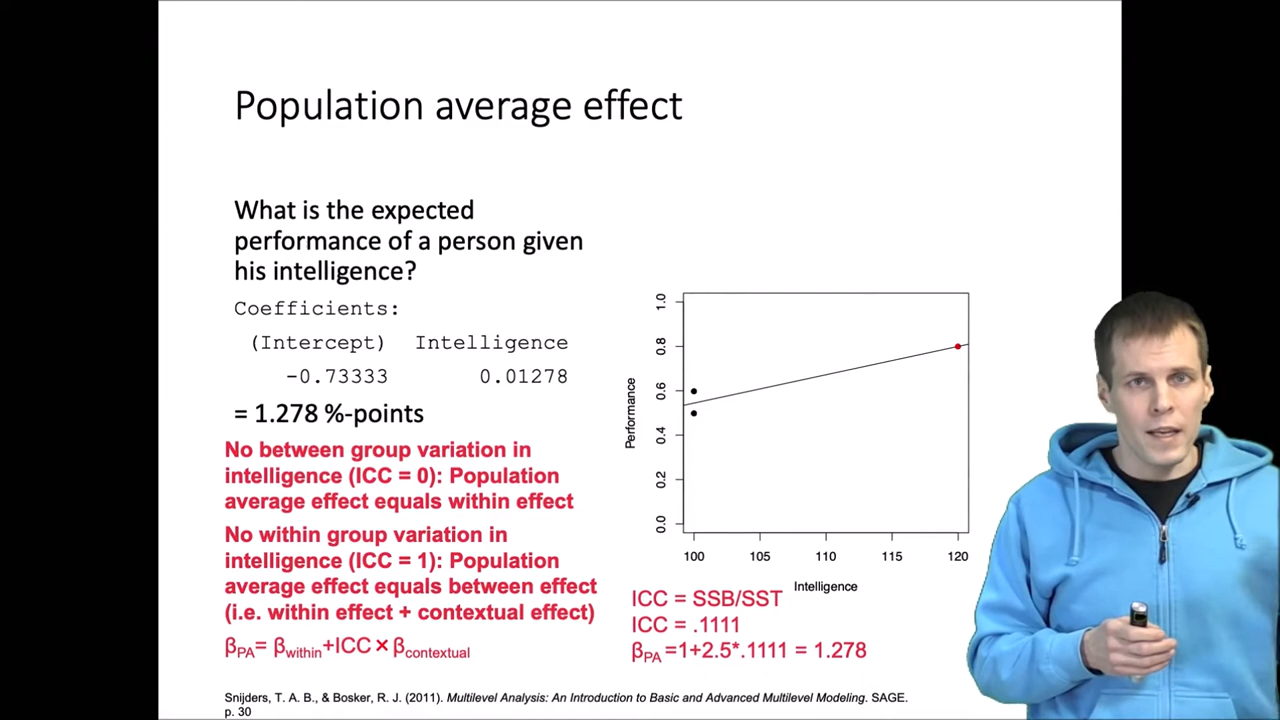 Population average effect
What is the expected
performance of a person given
his intelligence?
Coefficients:
(Intercept) Intelligence
-0.73333 0.01278
= 1.278 %-points
No between group variation in
intelligence (ICC = 0): Population
average effect equals within effect
No within group variation in
intelligence (ICC = 1): Population
average effect equals between effect
(i.e. within effect + contextual effect)
βPA= βwithin+ICC × βcontextual
Performance
1.0
0.8
0.6
0.4
0.2
0.0
100 105 110 115 120
Intelligence
ICC = SSB/SST
ICC = .1111
βPA =1+2.5*.1111 = 1.278
Snijders, T. A. B., & Bosker, R. J. (2011). Multilevel Analysis: An Introduction to Basic and Advanced Multilevel Modeling. SAGE.
p. 30